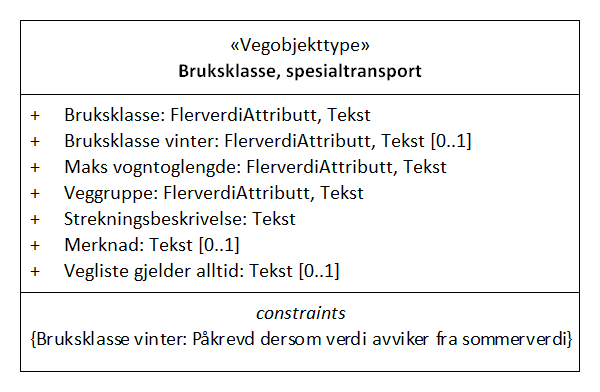 «Vegobjekttype»
Bruksklasse, spesialtransport
+ Bruksklasse: FlerverdiAttributt, Tekst
+ Bruksklasse vinter: FlerverdiAttributt, Tekst [0..1]
+ Maks vogntoglengde: FlerverdiAttributt, Tekst
+ Veggruppe: FlerverdiAttributt, Tekst
+ Strekningsbeskrivelse: Tekst
+ Merknad: Tekst [0..1]
+ Vegliste gjelder alltid: Tekst [0..1]
constraints
{Bruksklasse vinter: Påkrevd dersom verdi avviker fra sommerverdi}